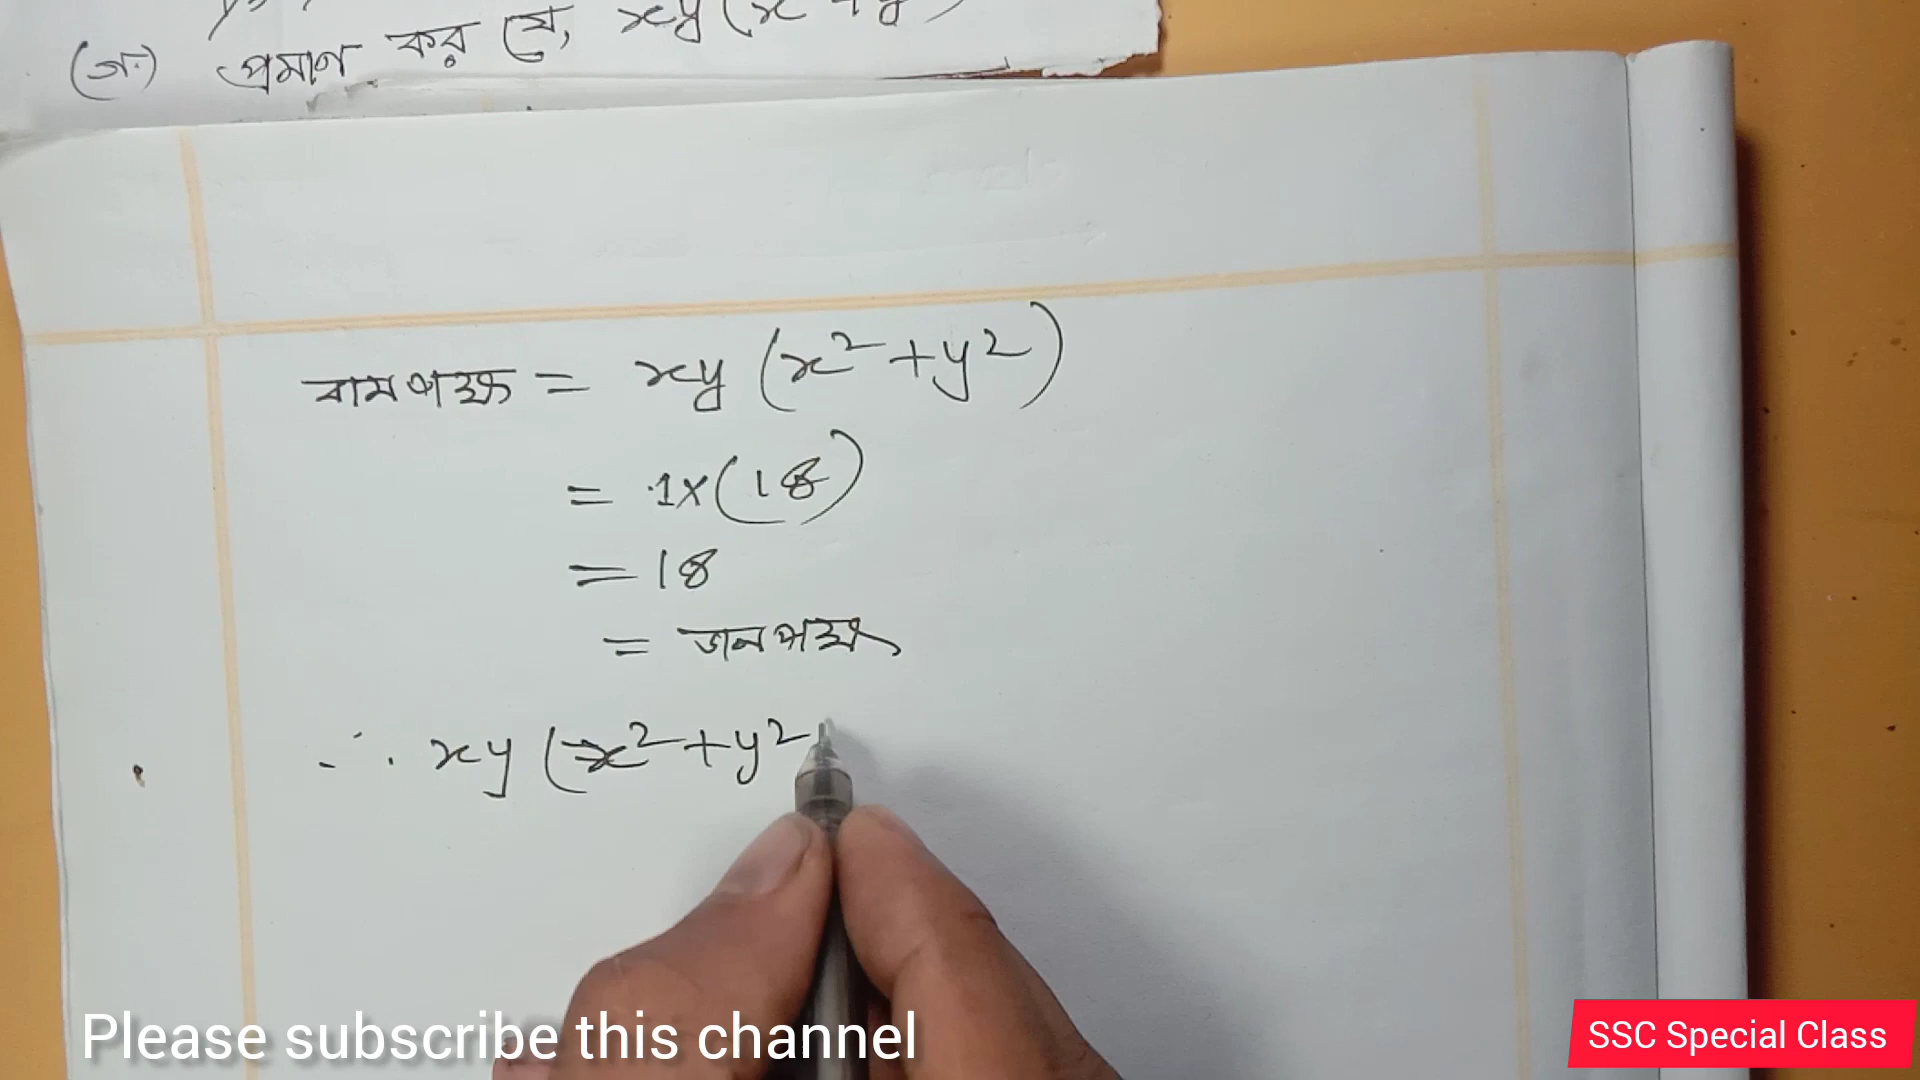 (গ) প্রমাণ কর যে, xy(x + y
বামপক্ষ = xy (x² + y²)
= 1x(18)
= 18
= ডানপক্ষ
∴ xy (x² + y²
Please subscribe this channel
SSC Special Class